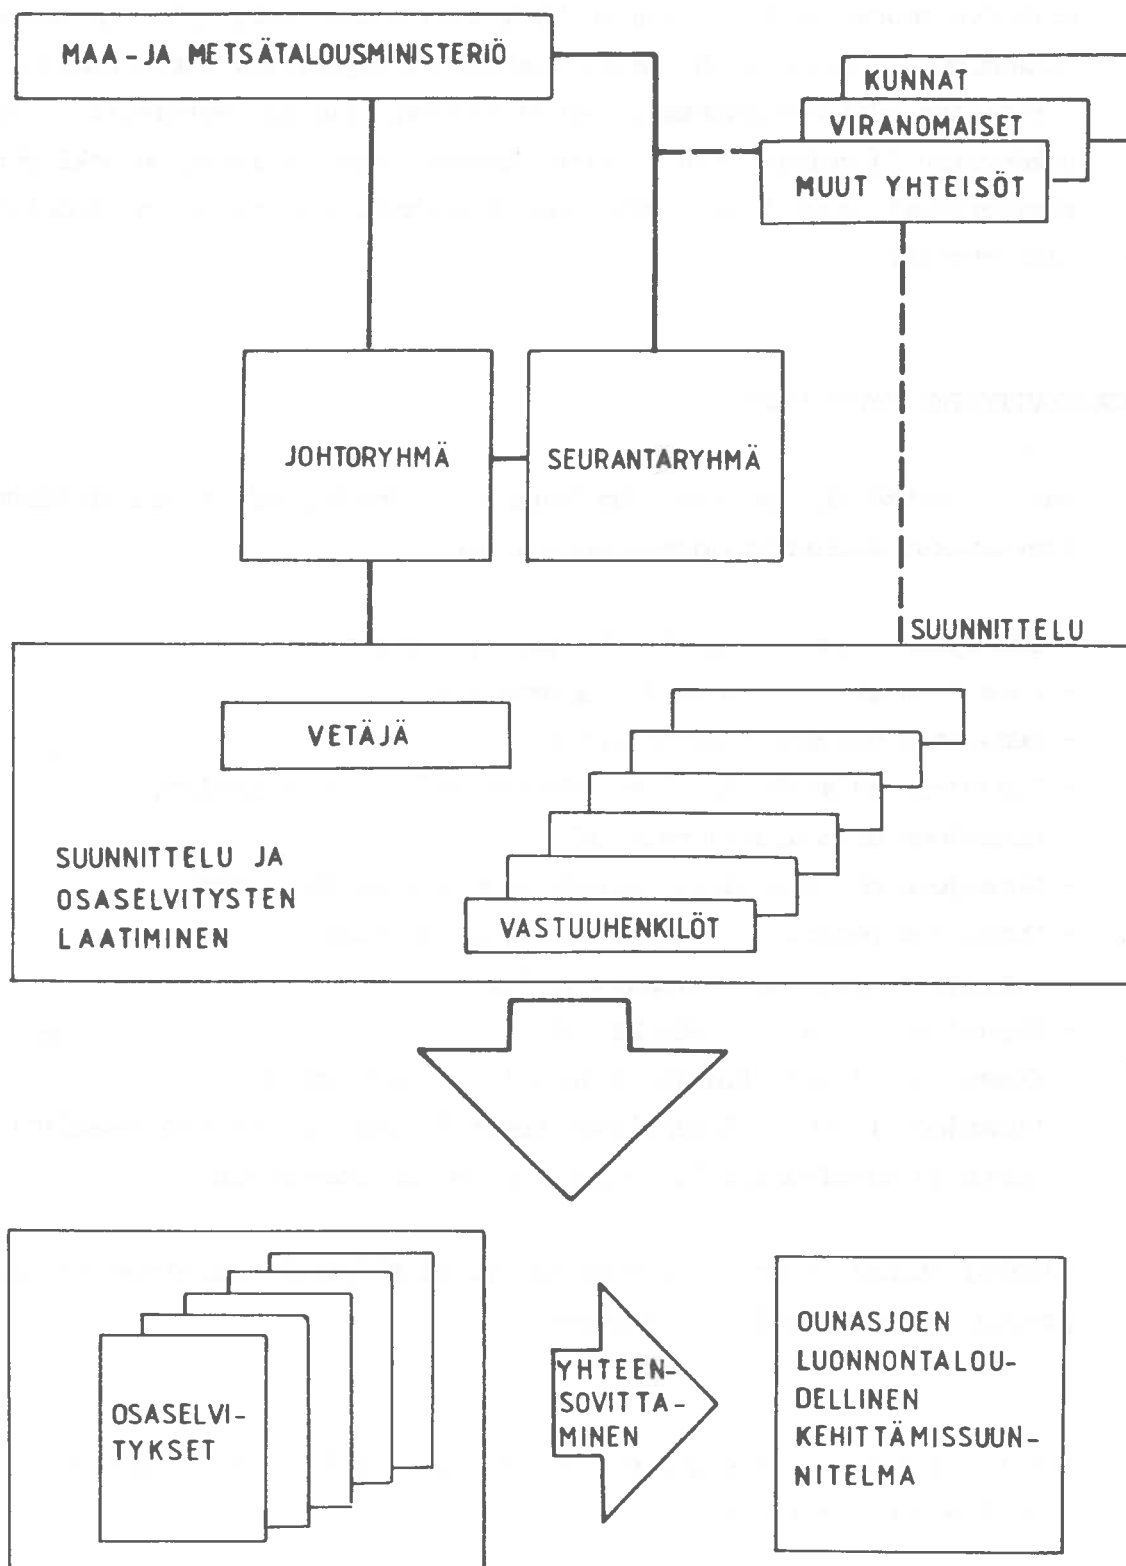 MAA-JA METSÄTALOUSMINISTERIÖ
KUNNAT
VIRANOMAISET
MUUT YHTEISÖT
JOHTORYHMÄ
SEURANTARYHMÄ
SUUNNITTELU
VETÄJÄ
SUUNNITTELU JA
OSASELVITYSTEN
LAATIMINEN
VASTUUHENKILÖT
OSASELVI-
TYKSET
YHTEEN-
SOVITTA-
MINEN
OUNASJOEN
LUONNONTALOU-
DELLINEN
KEHITTÄMISSUUN-
NITELMA